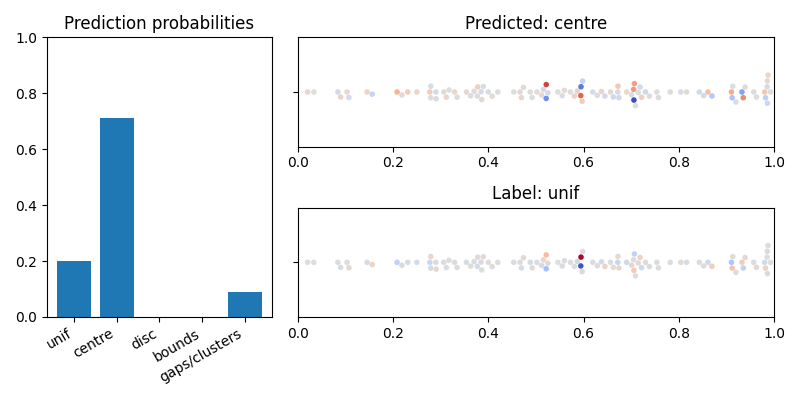 Prediction probabilities
1.0
0.8
0.6
0.4
0.2
0.0
unif
centre
disc
bounds
gaps/clusters
Predicted: centre
0.0 0.2 0.4 0.6 0.8 1.0
Label: unif
0.0 0.2 0.4 0.6 0.8 1.0